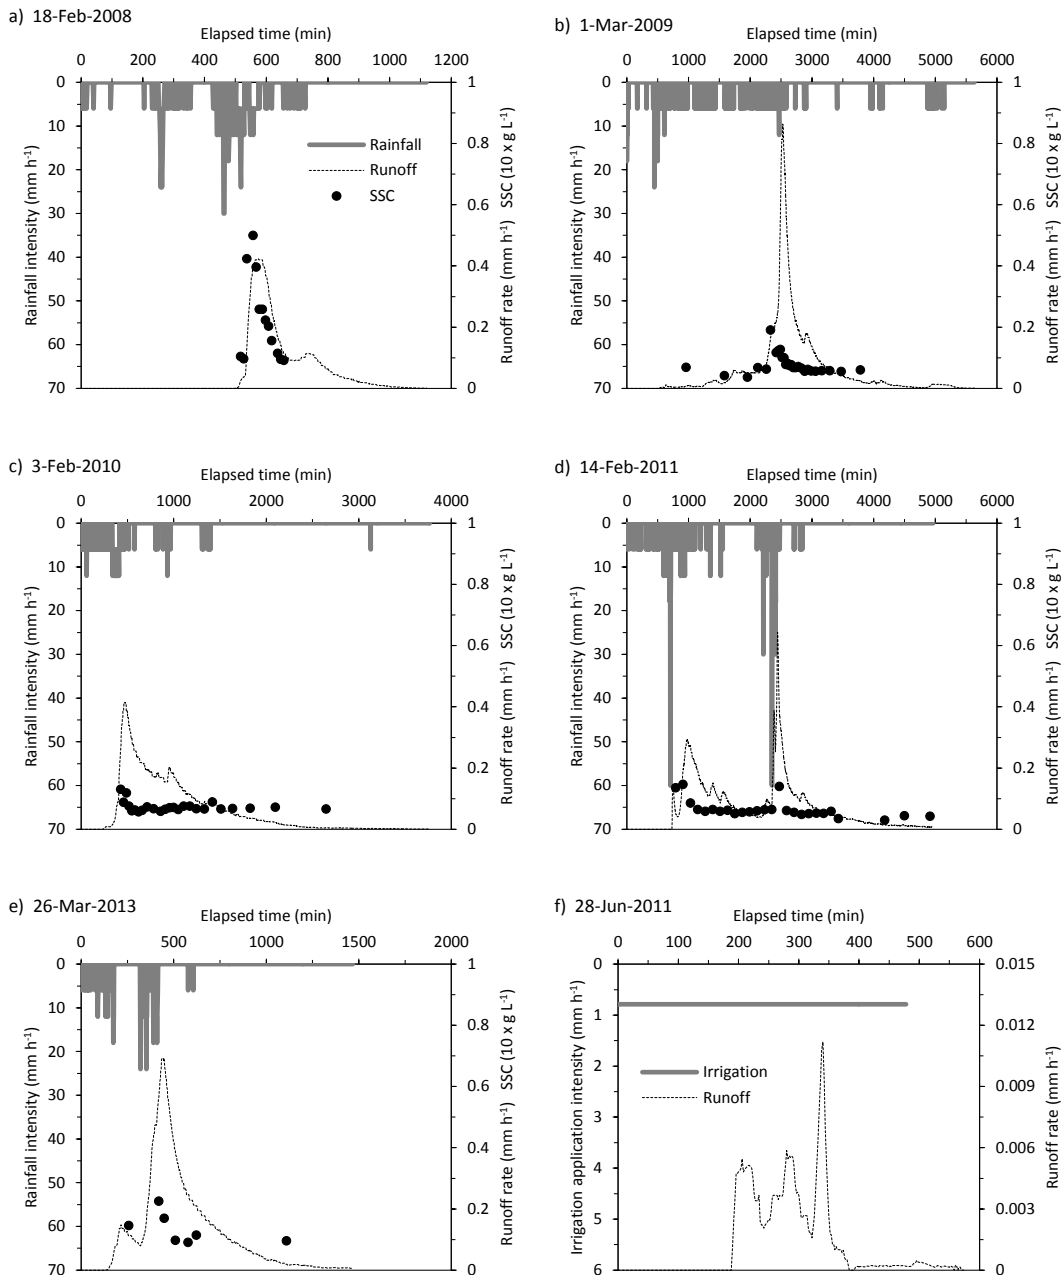 a) 18-Feb-2008
Elapsed time (min)
0 200 400 600 800 1000 1200
0 10 20 30 40 50 60 70
Rainfall intensity (mm h⁻¹)
Rainfall
Runoff
SSC
1 0.8 0.6 0.4 0.2 0
Runoff rate (mm h⁻¹) SSC (10 x g L⁻¹)
b) 1-Mar-2009
Elapsed time (min)
0 1000 2000 3000 4000 5000 6000
0 10 20 30 40 50 60 70
Rainfall intensity (mm h⁻¹)
1 0.8 0.6 0.4 0.2 0
Runoff rate (mm h⁻¹) SSC (10 x g L⁻¹)
c) 3-Feb-2010
Elapsed time (min)
0 1000 2000 3000 4000
0 10 20 30 40 50 60 70
Rainfall intensity (mm h⁻¹)
1 0.8 0.6 0.4 0.2 0
Runoff rate (mm h⁻¹) SSC (10 x g L⁻¹)
d) 14-Feb-2011
Elapsed time (min)
0 1000 2000 3000 4000 5000 6000
0 10 20 30 40 50 60 70
Rainfall intensity (mm h⁻¹)
1 0.8 0.6 0.4 0.2 0
Runoff rate (mm h⁻¹) SSC (10 x g L⁻¹)
e) 26-Mar-2013
Elapsed time (min)
0 500 1000 1500 2000
0 10 20 30 40 50 60 70
Rainfall intensity (mm h⁻¹)
1 0.8 0.6 0.4 0.2 0
Runoff rate (mm h⁻¹) SSC (10 x g L⁻¹)
f) 28-Jun-2011
Elapsed time (min)
0 100 200 300 400 500 600
0 1 2 3 4 5 6
Irrigation application intensity (mm h⁻¹)
Irrigation
Runoff
0.015 0.012 0.009 0.006 0.003 0
Runoff rate (mm h⁻¹)